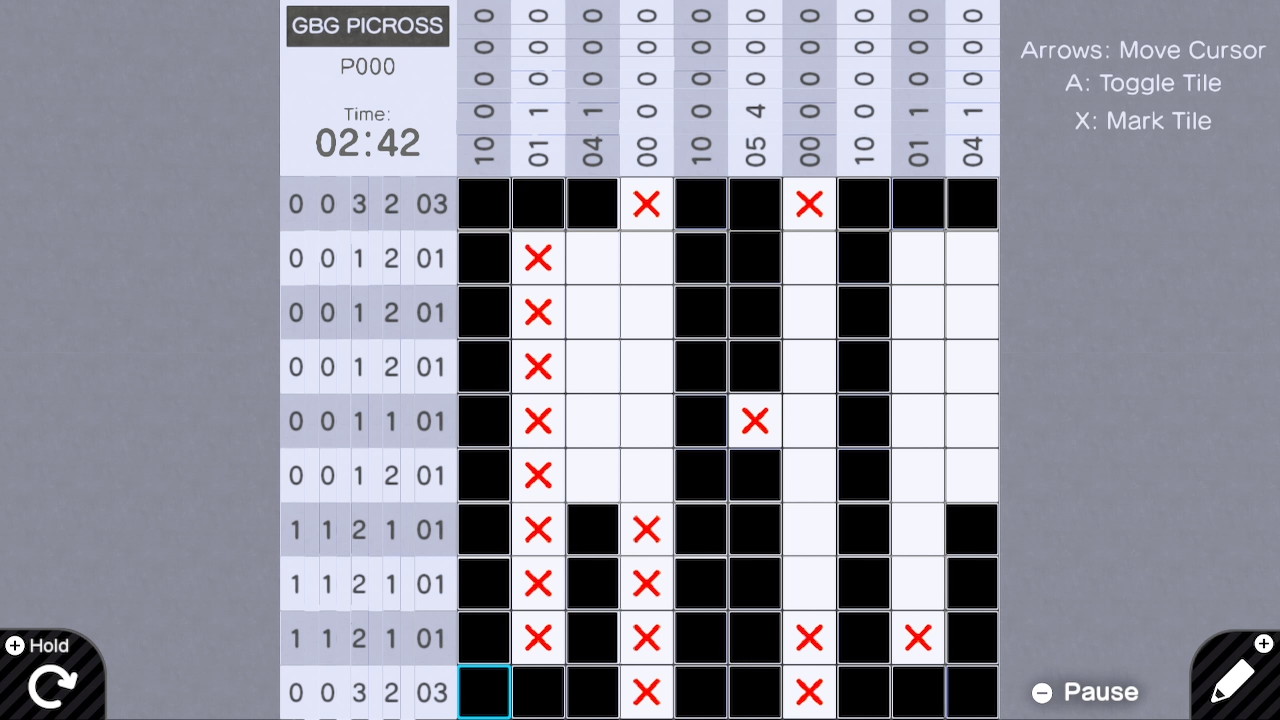 GBG PICROSS
P000
Time:
02:42
0 0 0 0 0 0 0 0 0 0
0 0 0 0 0 0 0 0 0 0
0 0 0 0 0 0 0 0 0 0
0 1 1 0 0 4 0 0 1 1
10 01 04 00 10 05 00 10 01 04
Arrows: Move Cursor
A: Toggle Tile
X: Mark Tile
0 0 3 2 03
0 0 1 2 01
0 0 1 2 01
0 0 1 2 01
0 0 1 1 01
0 0 1 2 01
1 1 2 1 01
1 1 2 1 01
1 1 2 1 01
0 0 3 2 03
Hold
Pause